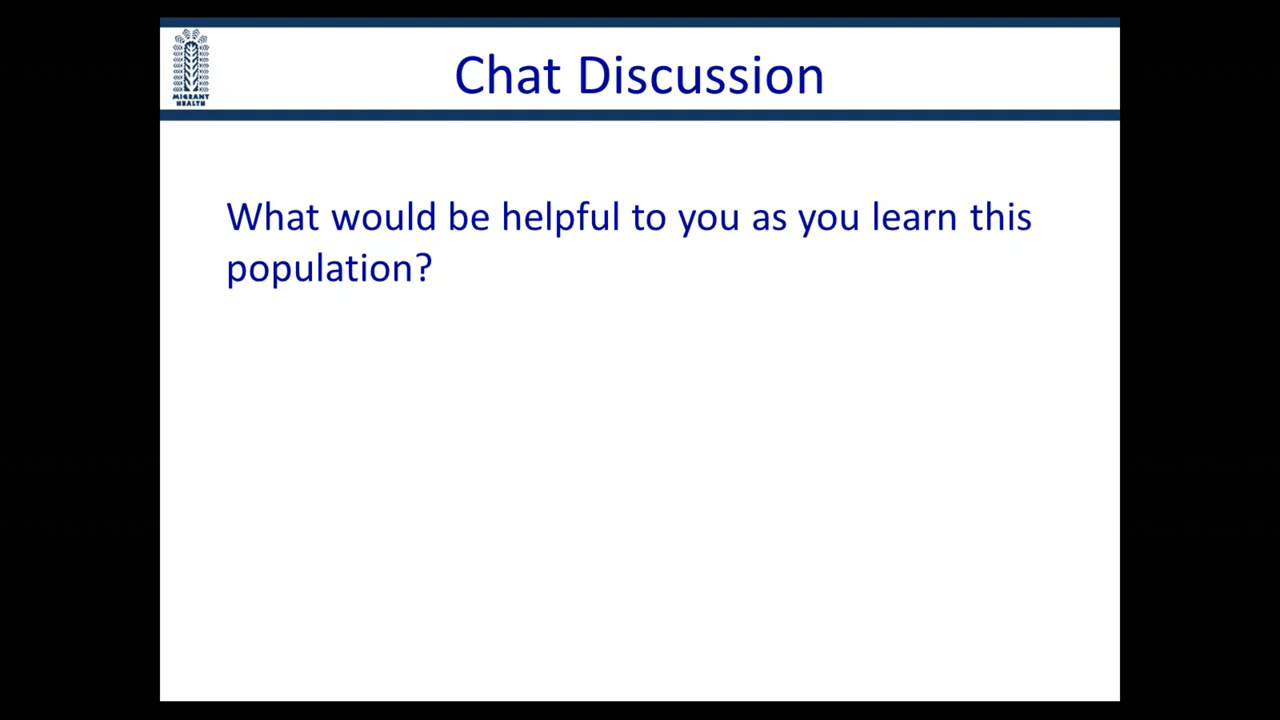 MIGRANT
HEALTH
Chat Discussion
What would be helpful to you as you learn this
population?